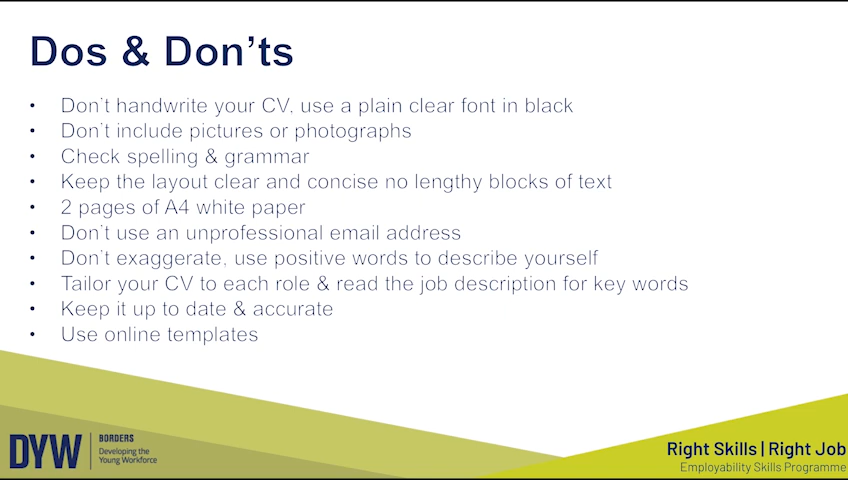 Dos & Don’ts
• Don’t handwrite your CV, use a plain clear font in black
• Don’t include pictures or photographs
• Check spelling & grammar
• Keep the layout clear and concise no lengthy blocks of text
• 2 pages of A4 white paper
• Don’t use an unprofessional email address
• Don’t exaggerate, use positive words to describe yourself
• Tailor your CV to each role & read the job description for key words
• Keep it up to date & accurate
• Use online templates
DYW
BORDERS
Developing the
Young Workforce
Right Skills | Right Job
Employability Skills Programme